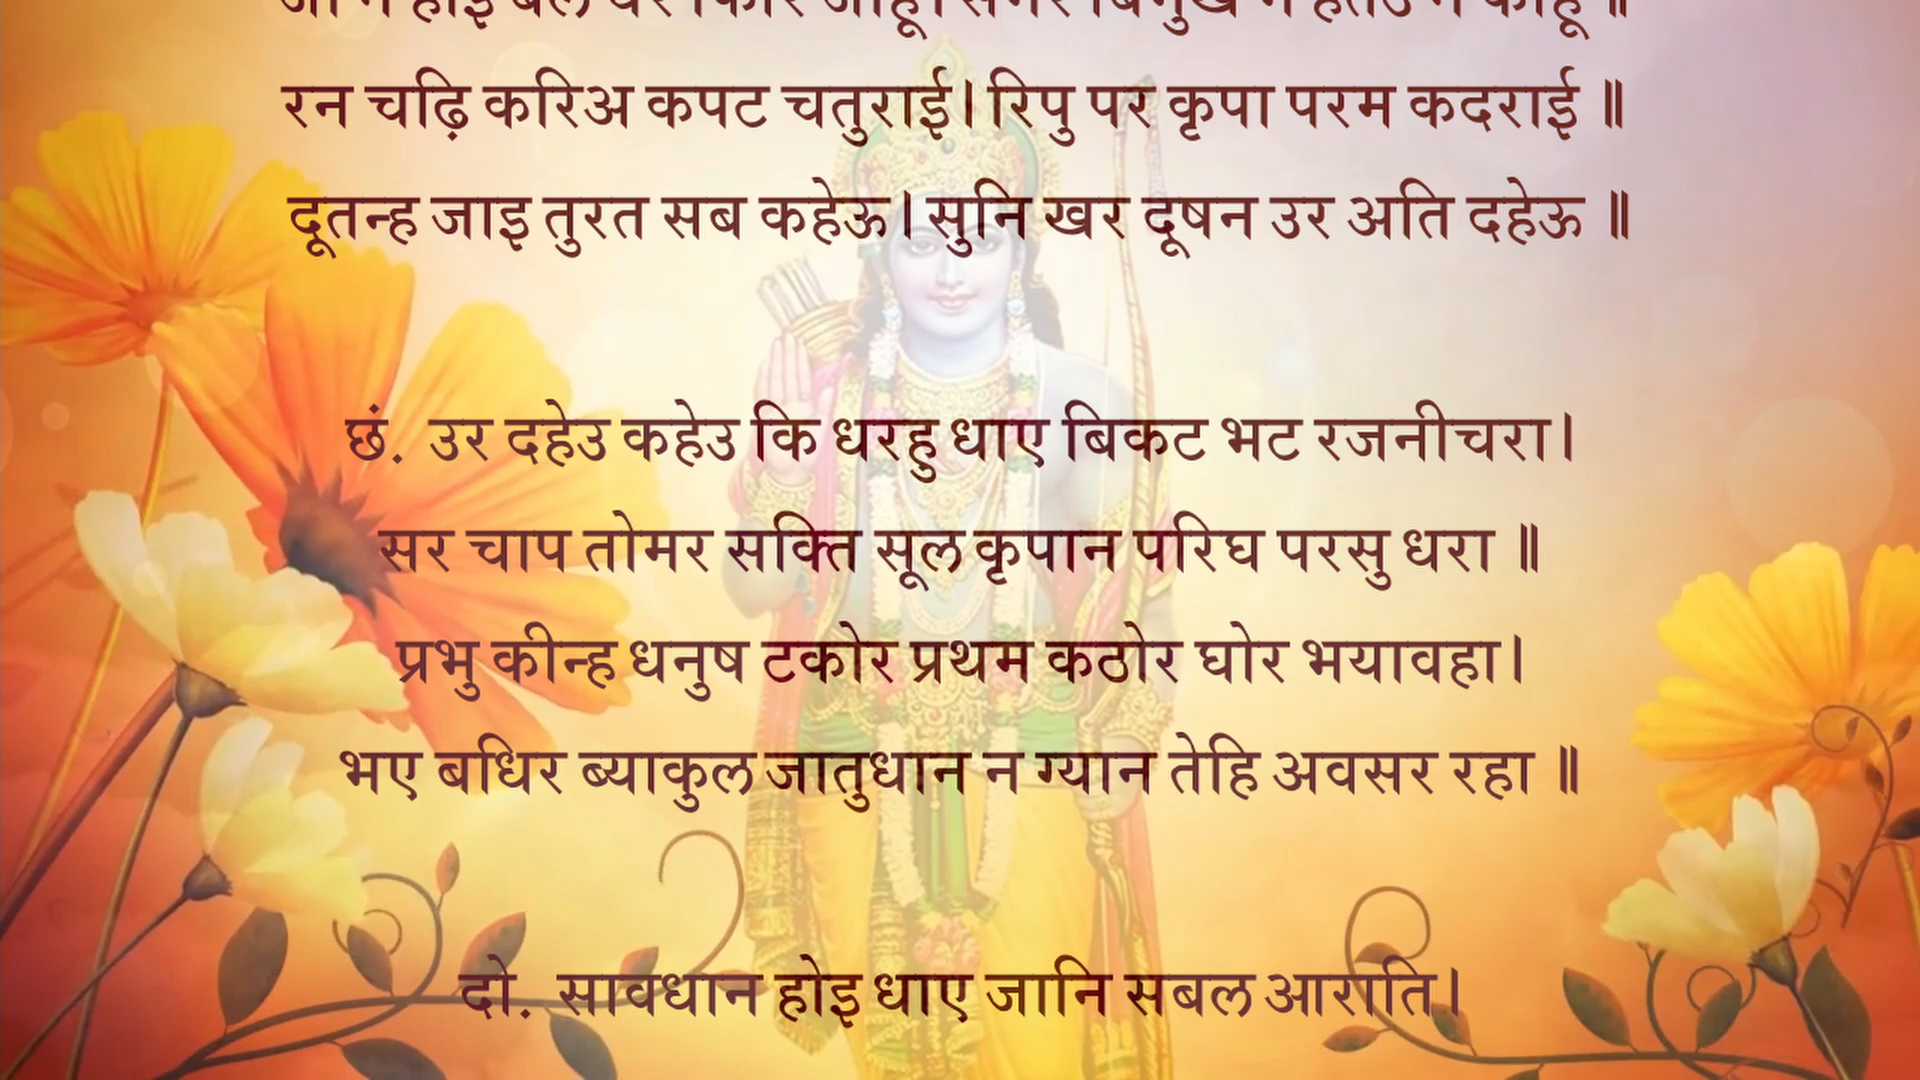 रन चढ़ि करिअ कपट चतुराई। रिपु पर कृपा परम कदराई ॥
दूतन्ह जाइ तुरत सब कहेऊ। सुनि खर दूषन उर अति दहेऊ ॥
छं. उर दहेउ कहेउ कि धरहु धाए बिकट भट रजनीचरा।
सर चाप तोमर सक्ति सूल कृपान परिघ परसु धरा ॥
प्रभु कीन्ह धनुष टकोर प्रथम कठोर घोर भयावहा।
भए बधिर ब्याकुल जातुधान न ग्यान तेहि अवसर रहा ॥
दो. सावधान होइ धाए जानि सबल आराति।